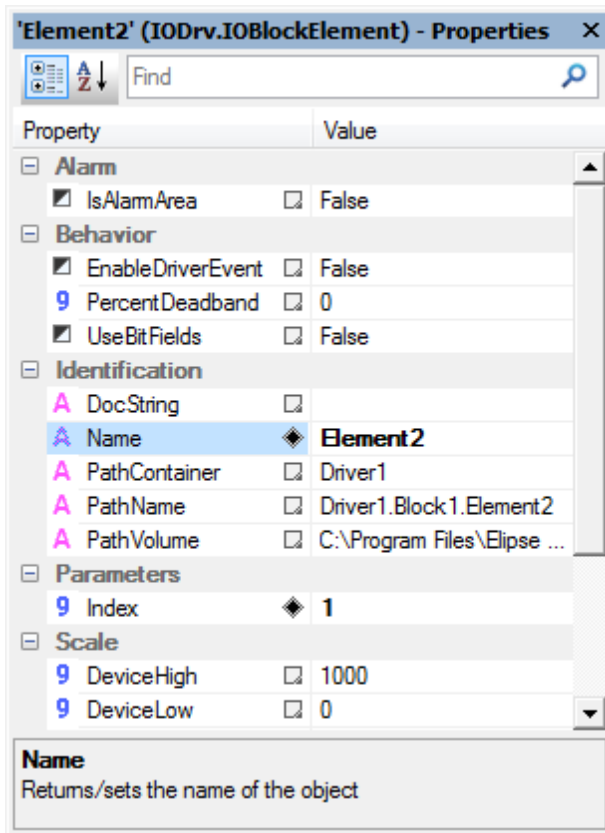 'Element2' (IODrv.IOBlockElement) - Properties
Find
Property Value
Alarm
IsAlarmArea False
Behavior
EnableDriverEvent False
PercentDeadband 0
UseBitFields False
Identification
DocString
Name Element2
PathContainer Driver1
PathName Driver1.Block1.Element2
PathVolume C:\Program Files\Elipse ...
Parameters
Index 1
Scale
DeviceHigh 1000
DeviceLow 0
Name
Returns/sets the name of the object